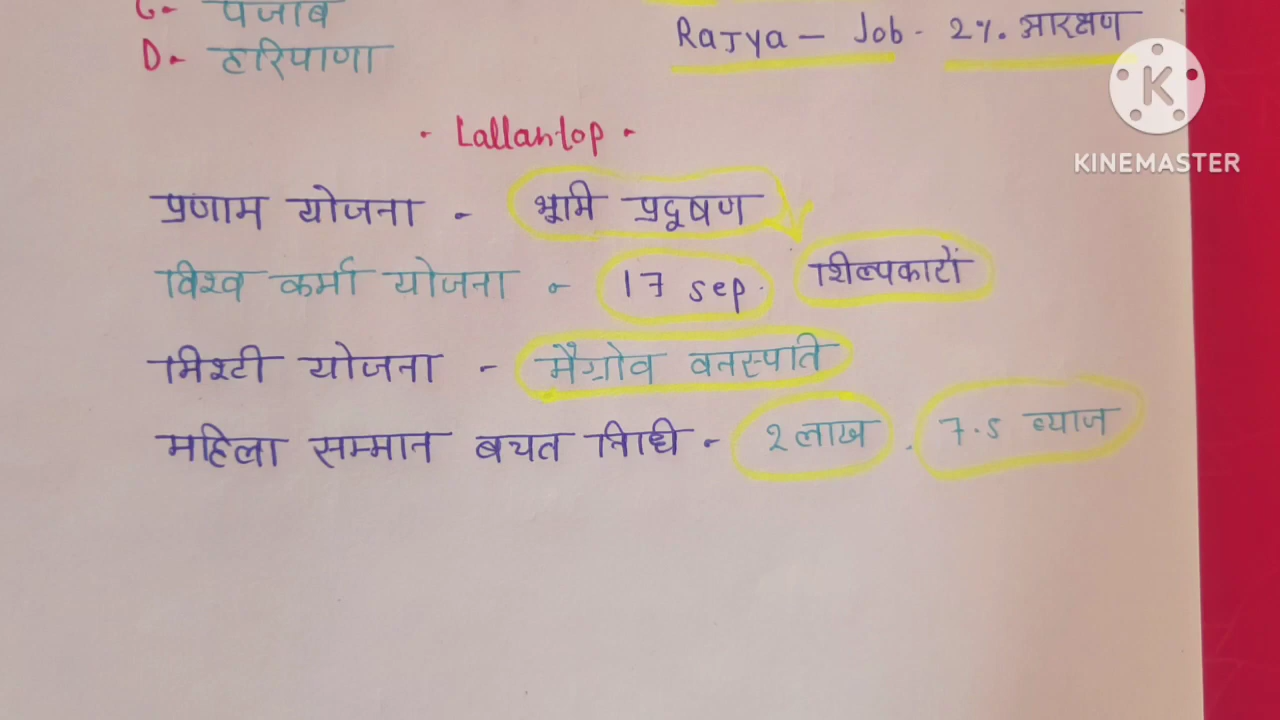 C- पंजाब
D- हरियाणा
Rajya - Job - 2% आरक्षण
K
KINEMASTER
· Lallantop ·
प्रणाम योजना - भूमि प्रदूषण
विश्व कर्मा योजना - 17 sep. शिल्पकारों
मिश्टी योजना - मैंग्रोव वनस्पति
महिला सम्मान बचत निधि - 2 लाख . 7.5 ब्याज